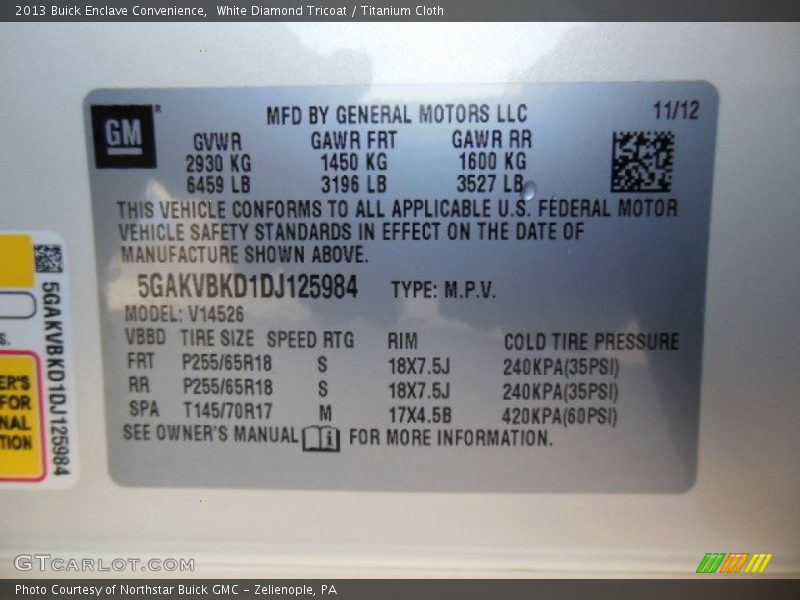 2013 Buick Enclave Convenience,  White Diamond Tricoat / Titanium Cloth
GM
MFD BY GENERAL MOTORS LLC 11/12
GVWR GAWR FRT GAWR RR
2930 KG 1450 KG 1600 KG
6459 LB 3196 LB 3527 LB
THIS VEHICLE CONFORMS TO ALL APPLICABLE U.S. FEDERAL MOTOR
VEHICLE SAFETY STANDARDS IN EFFECT ON THE DATE OF
MANUFACTURE SHOWN ABOVE.
5GAKVBKD1DJ125984 TYPE: M.P.V.
MODEL: V14526
VBBD TIRE SIZE SPEED RTG RIM COLD TIRE PRESSURE
FRT P255/65R18 S 18X7.5J 240KPA(35PSI)
RR P255/65R18 S 18X7.5J 240KPA(35PSI)
SPA T145/70R17 M 17X4.5B 420KPA(60PSI)
SEE OWNER'S MANUAL i FOR MORE INFORMATION.
5GAKVBKD1DJ125984
S.
ER'S
FOR
NAL
TION
GTCARLOT.COM
Photo Courtesy of Northstar Buick GMC – Zelienople, PA